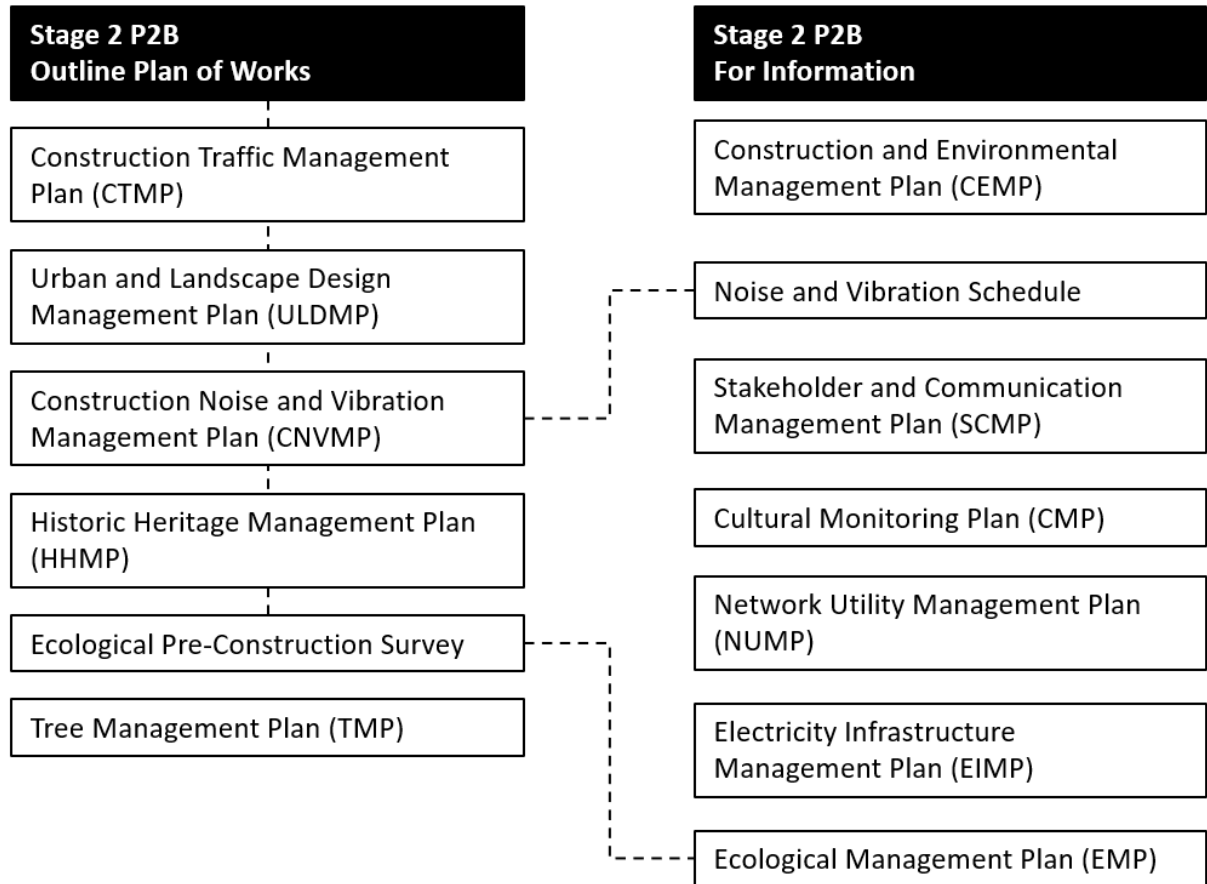 Stage 2 P2B
Outline Plan of Works
Construction Traffic Management
Plan (CTMP)
Urban and Landscape Design
Management Plan (ULDMP)
Construction Noise and Vibration
Management Plan (CNVMP)
Historic Heritage Management Plan
(HHMP)
Ecological Pre-Construction Survey
Tree Management Plan (TMP)
Stage 2 P2B
For Information
Construction and Environmental
Management Plan (CEMP)
Noise and Vibration Schedule
Stakeholder and Communication
Management Plan (SCMP)
Cultural Monitoring Plan (CMP)
Network Utility Management Plan
(NUMP)
Electricity Infrastructure
Management Plan (EIMP)
Ecological Management Plan (EMP)